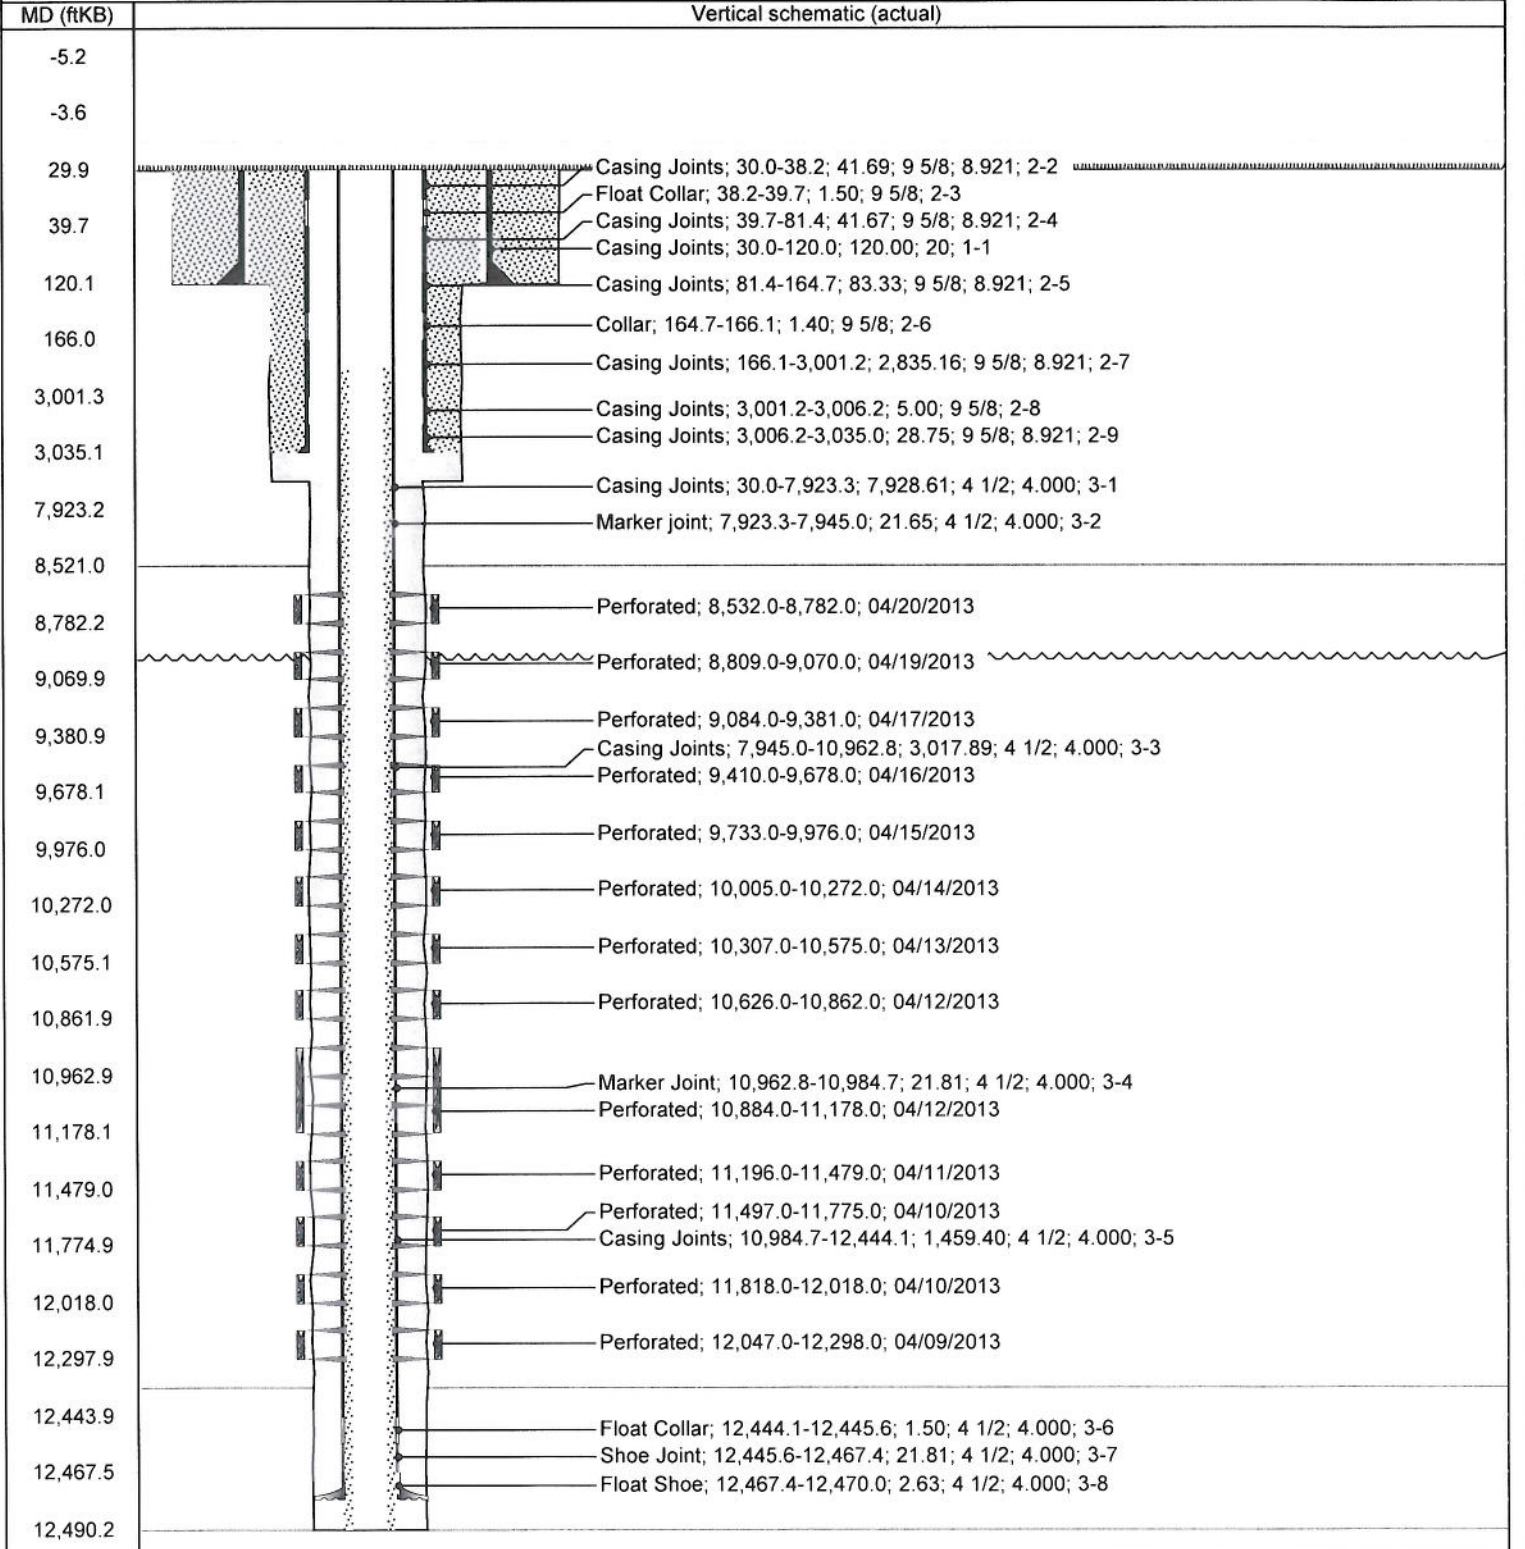 MD (ftKB)
Vertical schematic (actual)
-5.2
-3.6
29.9
Casing Joints; 30.0-38.2; 41.69; 9 5/8; 8.921; 2-2
Float Collar; 38.2-39.7; 1.50; 9 5/8; 2-3
39.7
Casing Joints; 39.7-81.4; 41.67; 9 5/8; 8.921; 2-4
Casing Joints; 30.0-120.0; 120.00; 20; 1-1
120.1
Casing Joints; 81.4-164.7; 83.33; 9 5/8; 8.921; 2-5
Collar; 164.7-166.1; 1.40; 9 5/8; 2-6
166.0
Casing Joints; 166.1-3,001.2; 2,835.16; 9 5/8; 8.921; 2-7
3,001.3
Casing Joints; 3,001.2-3,006.2; 5.00; 9 5/8; 2-8
Casing Joints; 3,006.2-3,035.0; 28.75; 9 5/8; 8.921; 2-9
3,035.1
Casing Joints; 30.0-7,923.3; 7,928.61; 4 1/2; 4.000; 3-1
7,923.2
Marker joint; 7,923.3-7,945.0; 21.65; 4 1/2; 4.000; 3-2
8,521.0
Perforated; 8,532.0-8,782.0; 04/20/2013
8,782.2
Perforated; 8,809.0-9,070.0; 04/19/2013
9,069.9
Perforated; 9,084.0-9,381.0; 04/17/2013
9,380.9
Casing Joints; 7,945.0-10,962.8; 3,017.89; 4 1/2; 4.000; 3-3
Perforated; 9,410.0-9,678.0; 04/16/2013
9,678.1
Perforated; 9,733.0-9,976.0; 04/15/2013
9,976.0
Perforated; 10,005.0-10,272.0; 04/14/2013
10,272.0
Perforated; 10,307.0-10,575.0; 04/13/2013
10,575.1
Perforated; 10,626.0-10,862.0; 04/12/2013
10,861.9
10,962.9
Marker Joint; 10,962.8-10,984.7; 21.81; 4 1/2; 4.000; 3-4
Perforated; 10,884.0-11,178.0; 04/12/2013
11,178.1
Perforated; 11,196.0-11,479.0; 04/11/2013
11,479.0
Perforated; 11,497.0-11,775.0; 04/10/2013
Casing Joints; 10,984.7-12,444.1; 1,459.40; 4 1/2; 4.000; 3-5
11,774.9
Perforated; 11,818.0-12,018.0; 04/10/2013
12,018.0
Perforated; 12,047.0-12,298.0; 04/09/2013
12,297.9
12,443.9
Float Collar; 12,444.1-12,445.6; 1.50; 4 1/2; 4.000; 3-6
Shoe Joint; 12,445.6-12,467.4; 21.81; 4 1/2; 4.000; 3-7
12,467.5
Float Shoe; 12,467.4-12,470.0; 2.63; 4 1/2; 4.000; 3-8
12,490.2